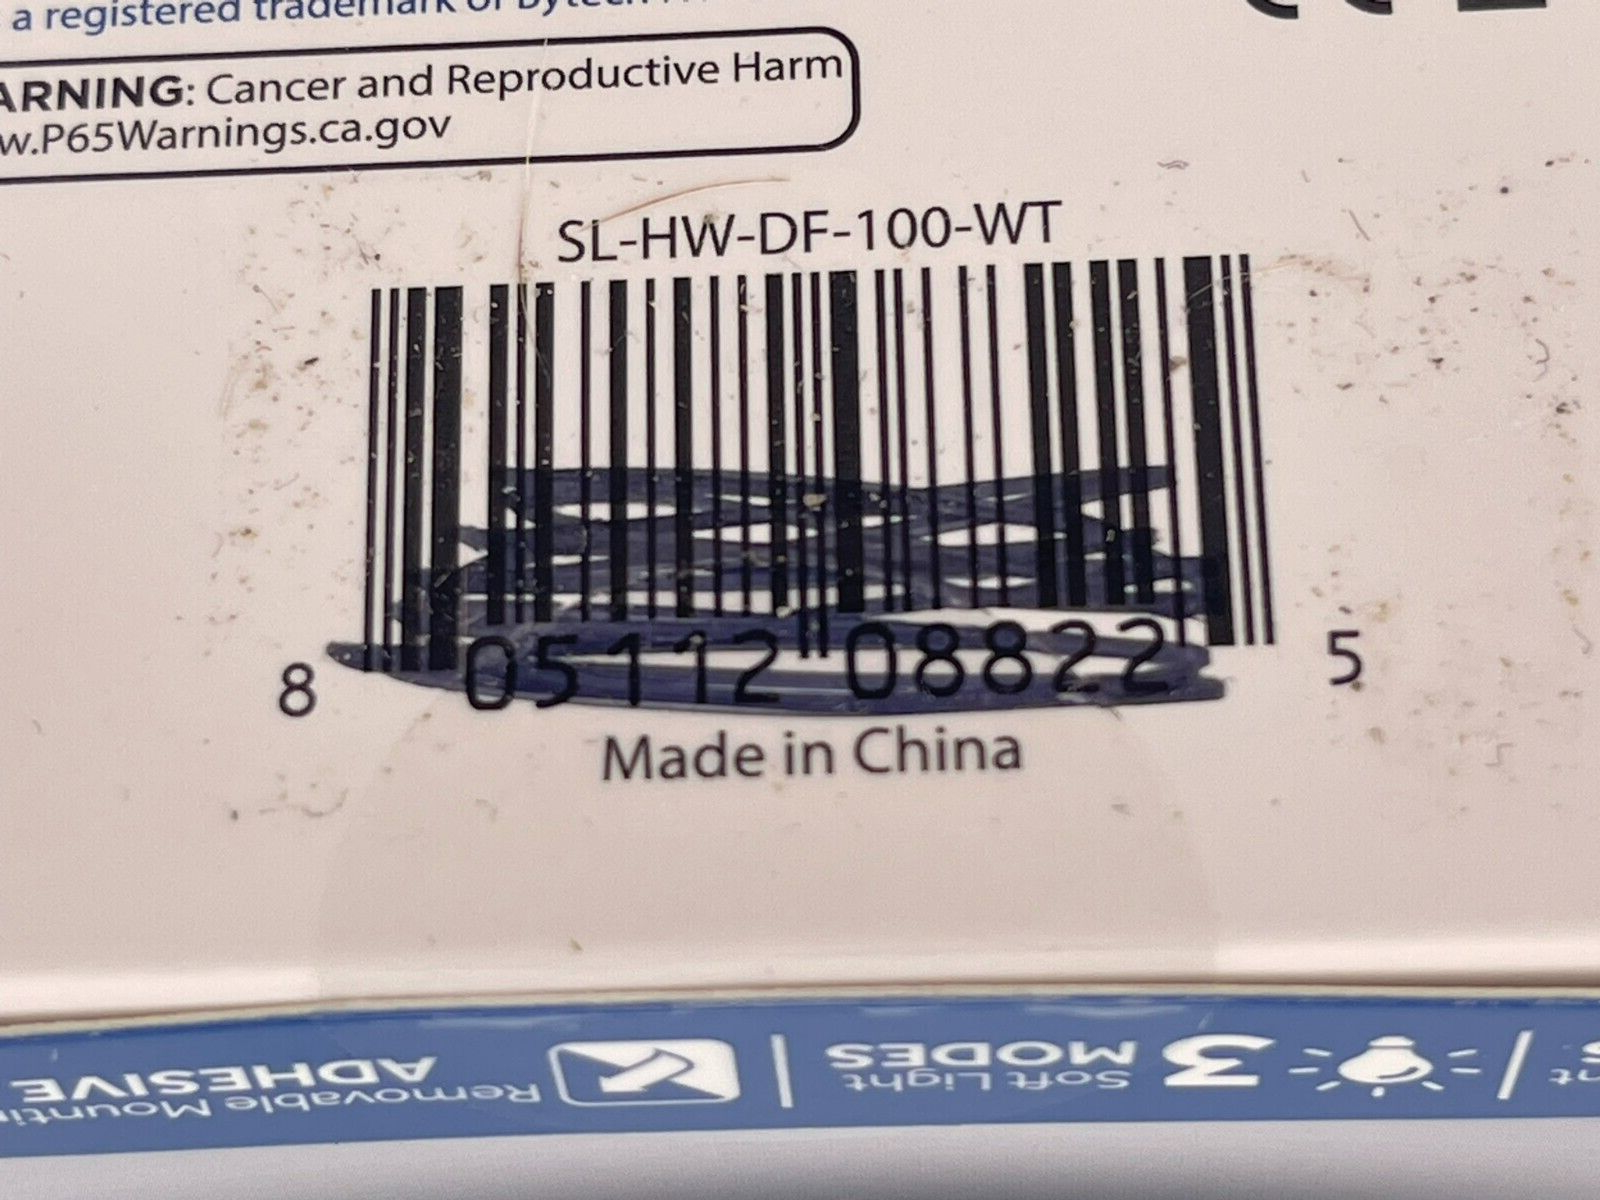 a registered trademark of Bytech
WARNING: Cancer and Reproductive Harm
w.P65Warnings.ca.gov
SL-HW-DF-100-WT
8 05112 08822 5
Made in China
3 Soft Light MODES
Removable Mounting
ADHESIVE